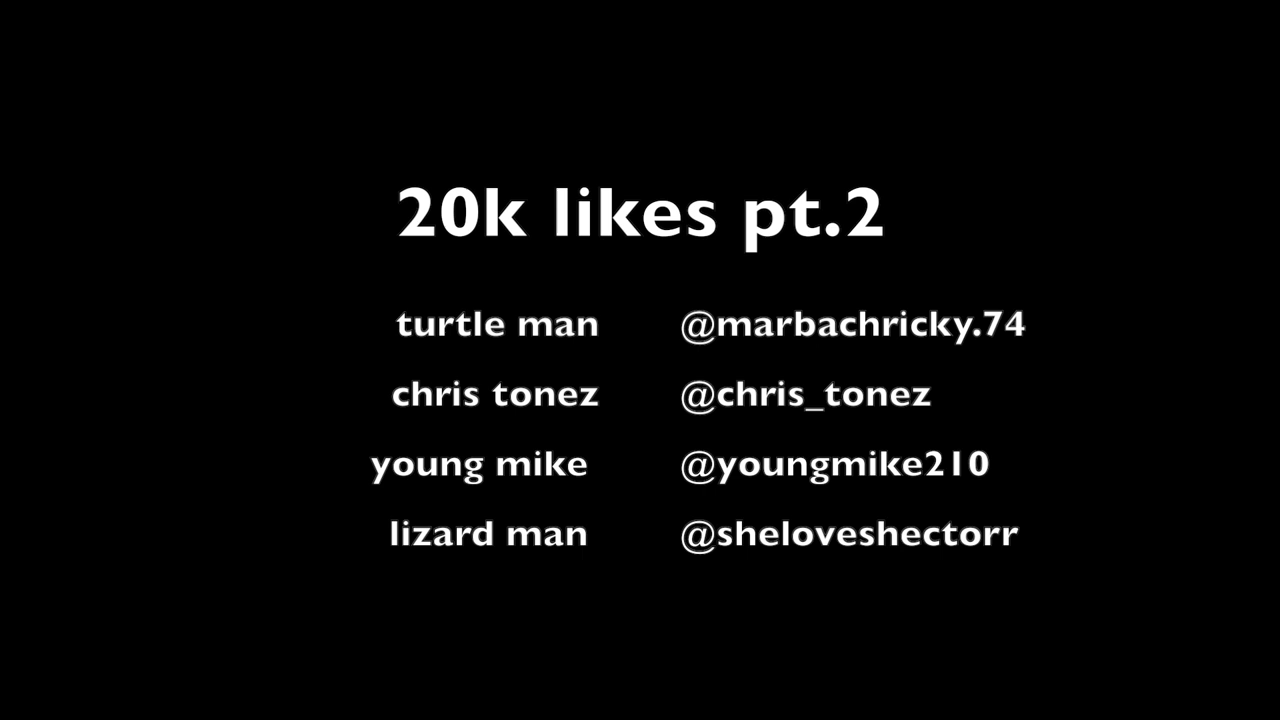 20k likes pt.2
turtle man @marbachricky.74
chris tonez @chris_tonez
young mike @youngmike210
lizard man @sheloveshectorr